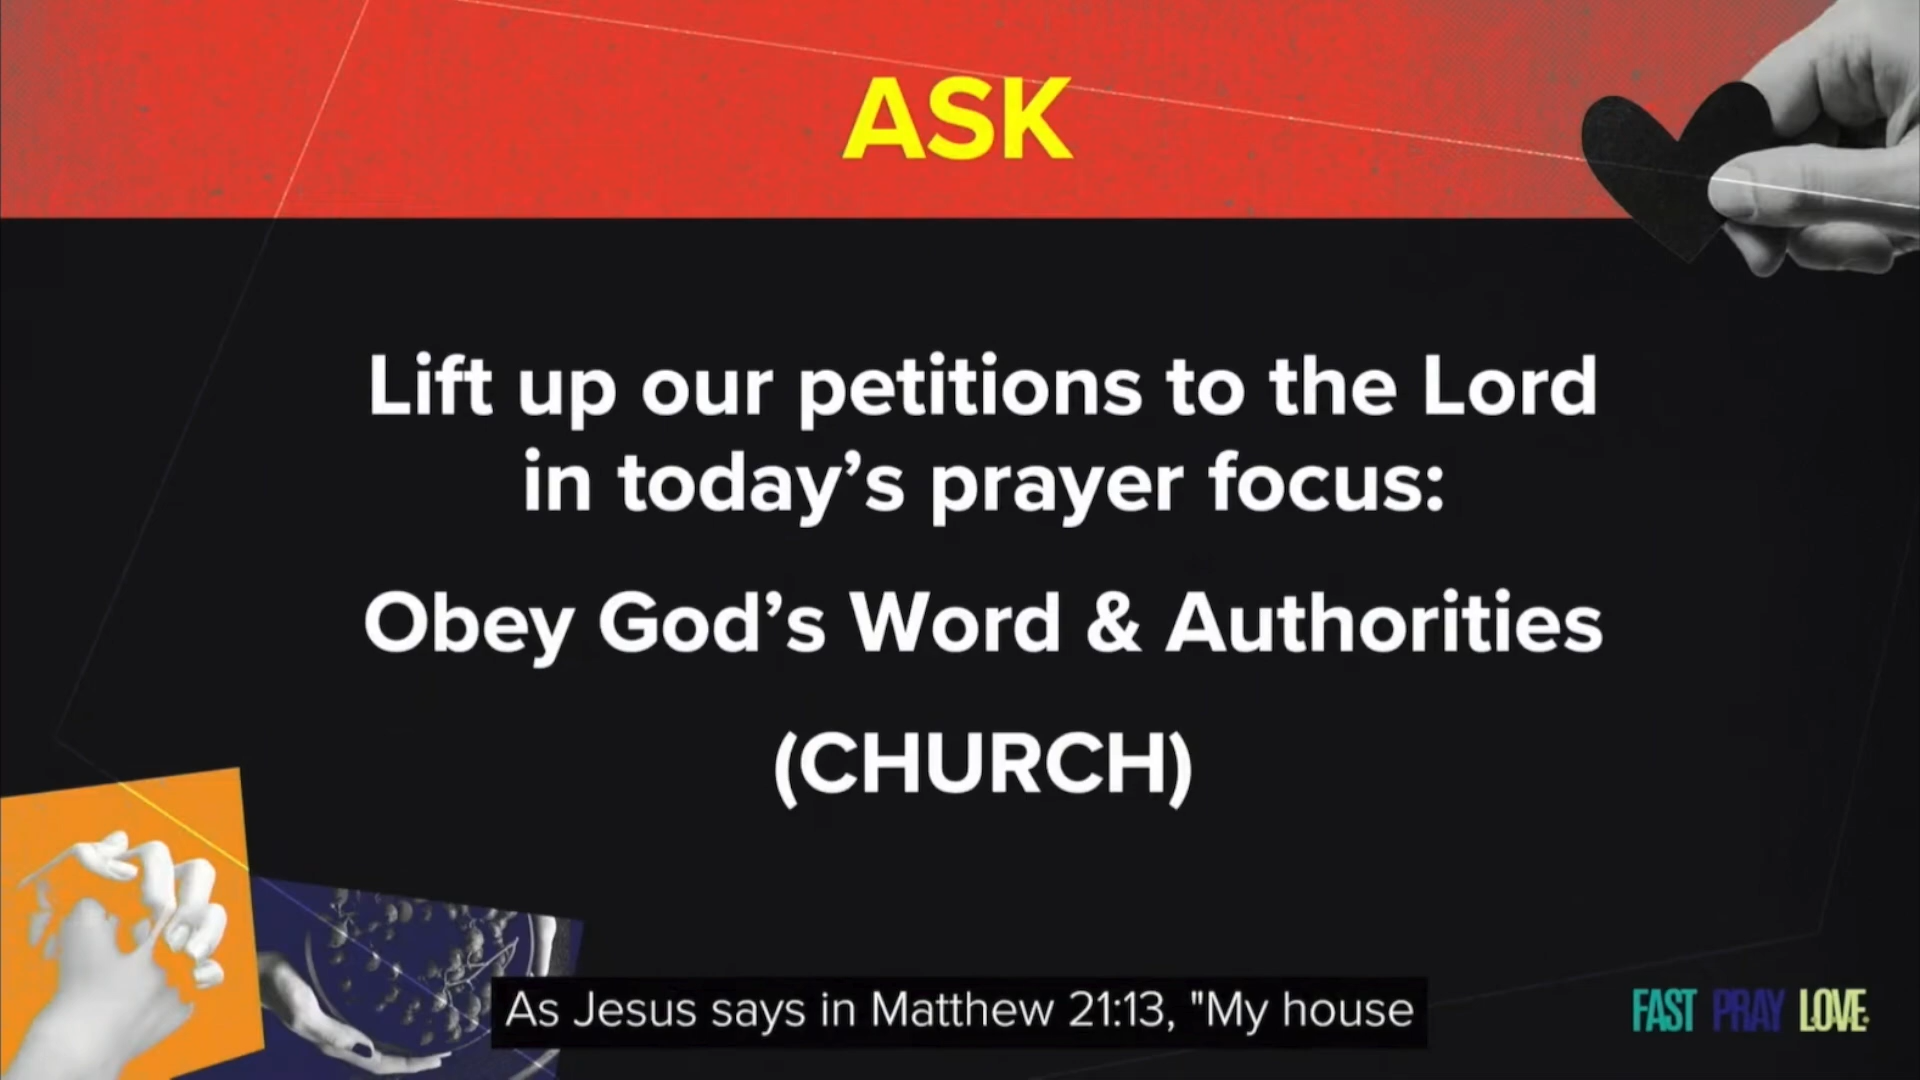 ASK
Lift up our petitions to the Lord
in today’s prayer focus:
Obey God’s Word & Authorities
(CHURCH)
As Jesus says in Matthew 21:13, "My house
FAST PRAY LOVE